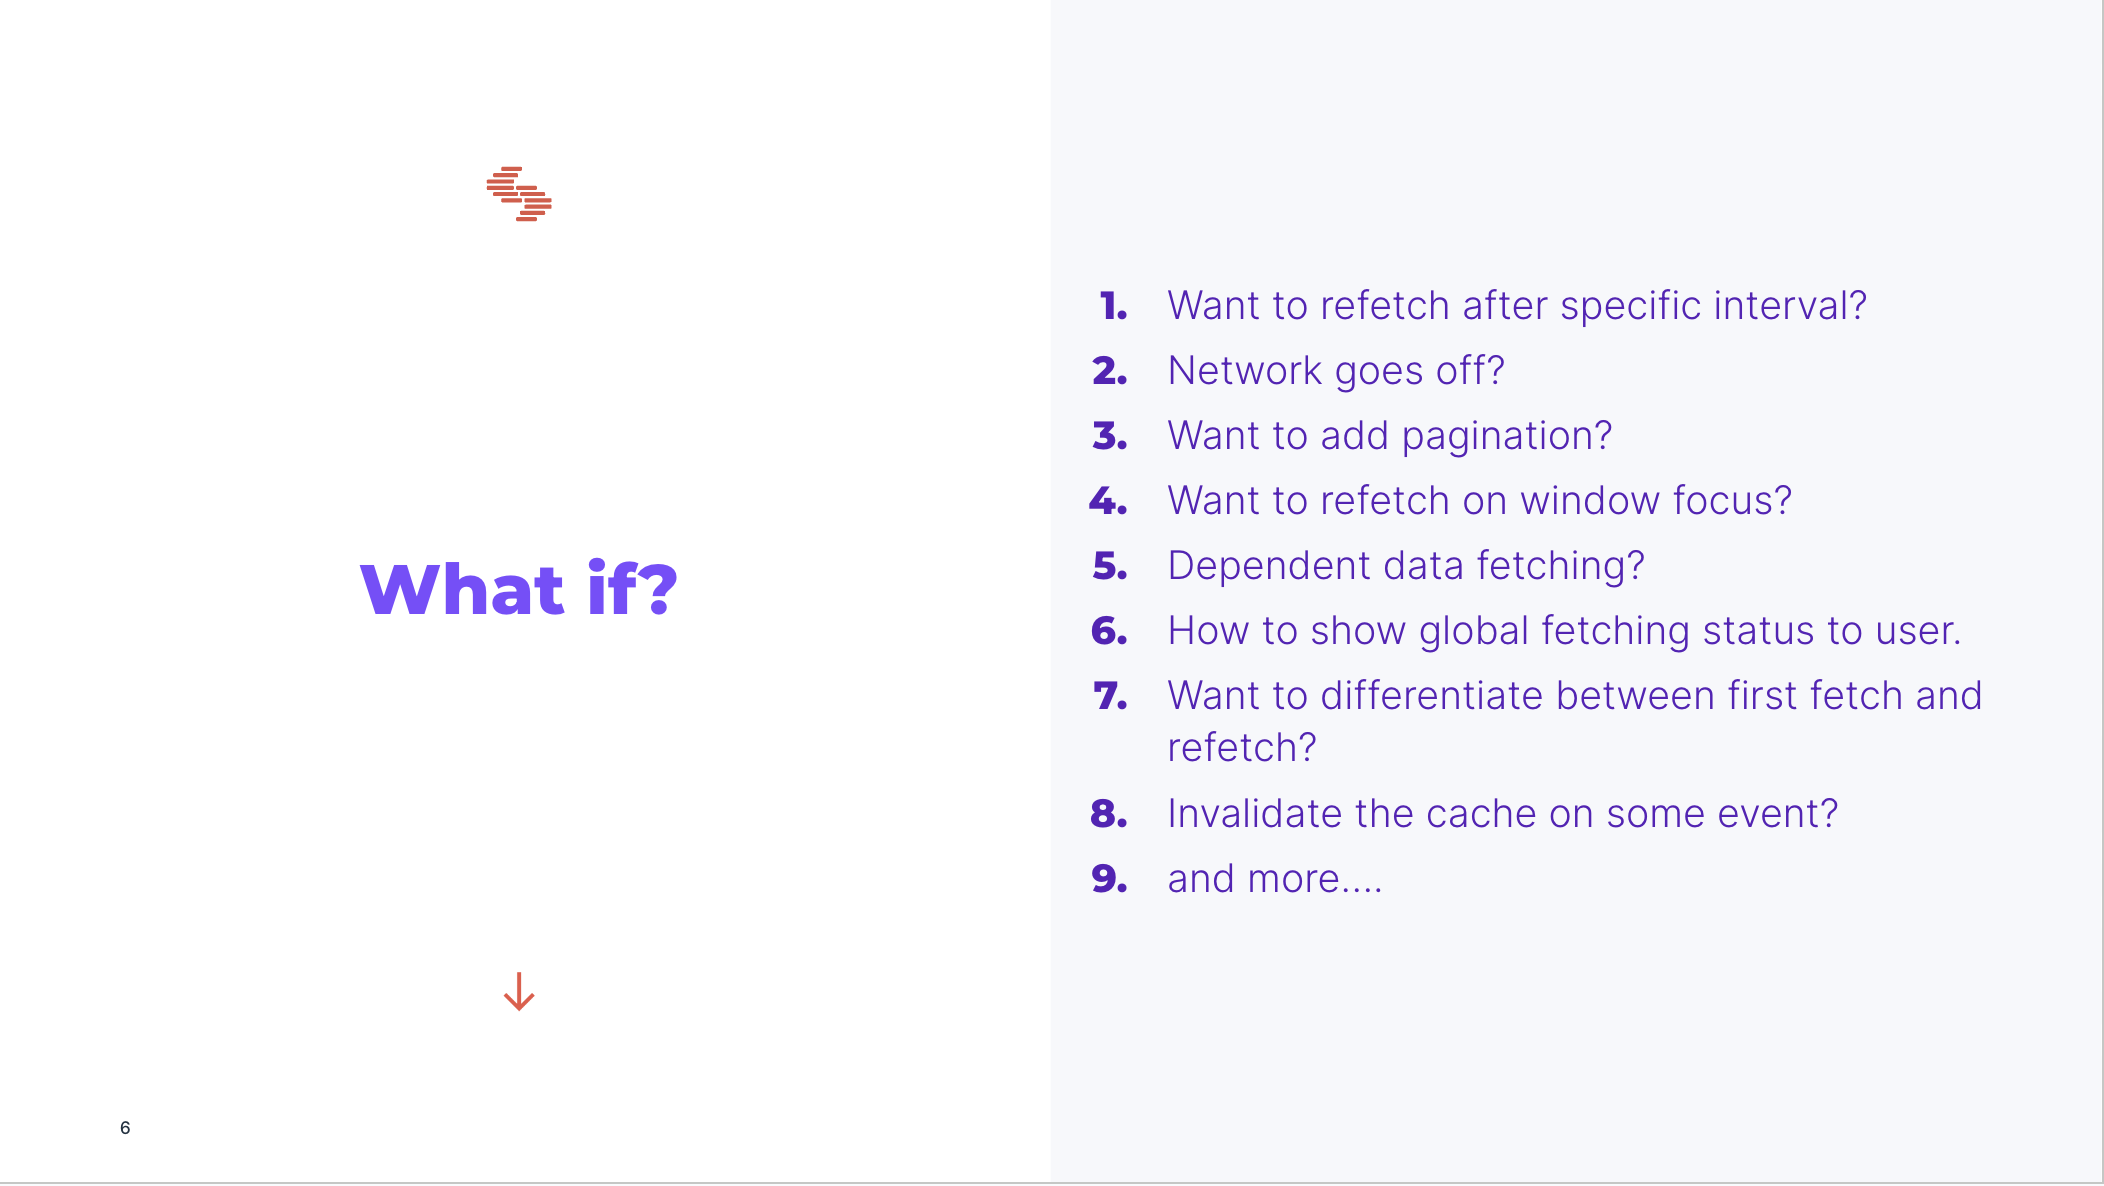 What if?
1. Want to refetch after specific interval?
2. Network goes off?
3. Want to add pagination?
4. Want to refetch on window focus?
5. Dependent data fetching?
6. How to show global fetching status to user.
7. Want to differentiate between first fetch and
refetch?
8. Invalidate the cache on some event?
9. and more....
6